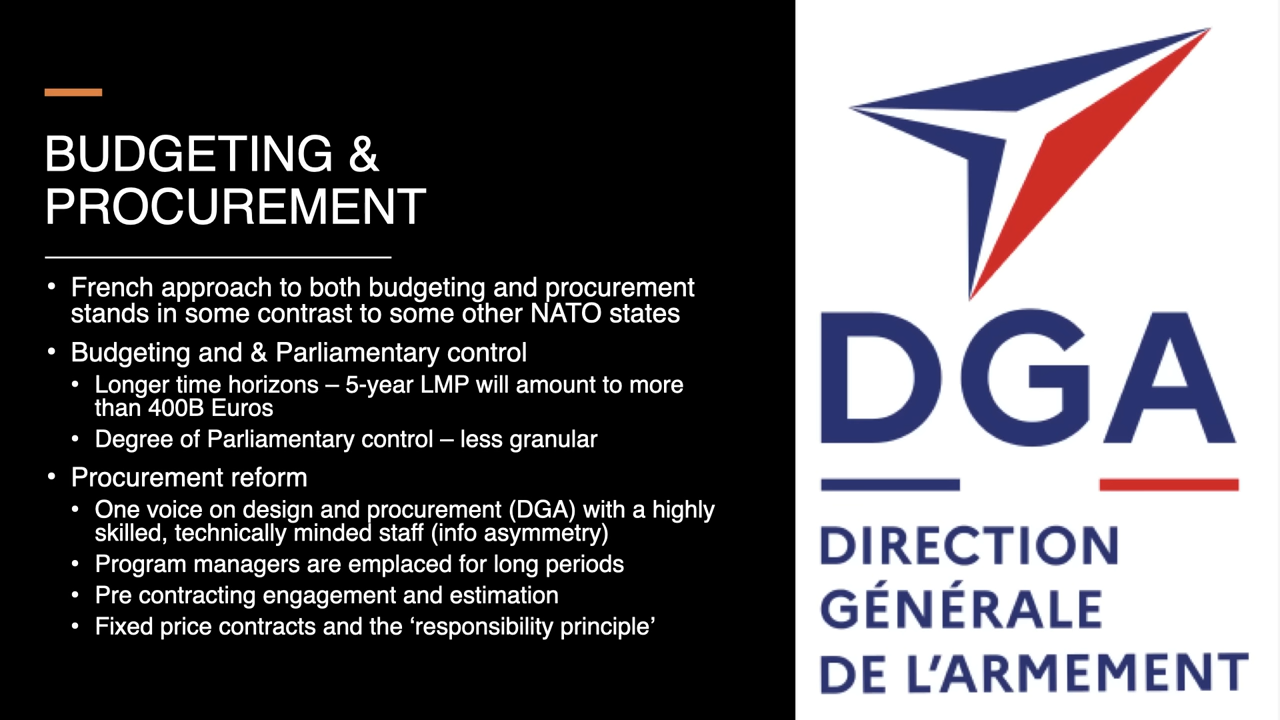 BUDGETING &
PROCUREMENT
• French approach to both budgeting and procurement
stands in some contrast to some other NATO states
• Budgeting and & Parliamentary control
• Longer time horizons – 5-year LMP will amount to more
than 400B Euros
• Degree of Parliamentary control – less granular
• Procurement reform
• One voice on design and procurement (DGA) with a highly
skilled, technically minded staff (info asymmetry)
• Program managers are emplaced for long periods
• Pre contracting engagement and estimation
• Fixed price contracts and the ‘responsibility principle’
DGA
DIRECTION
GÉNÉRALE
DE L’ARMEMENT